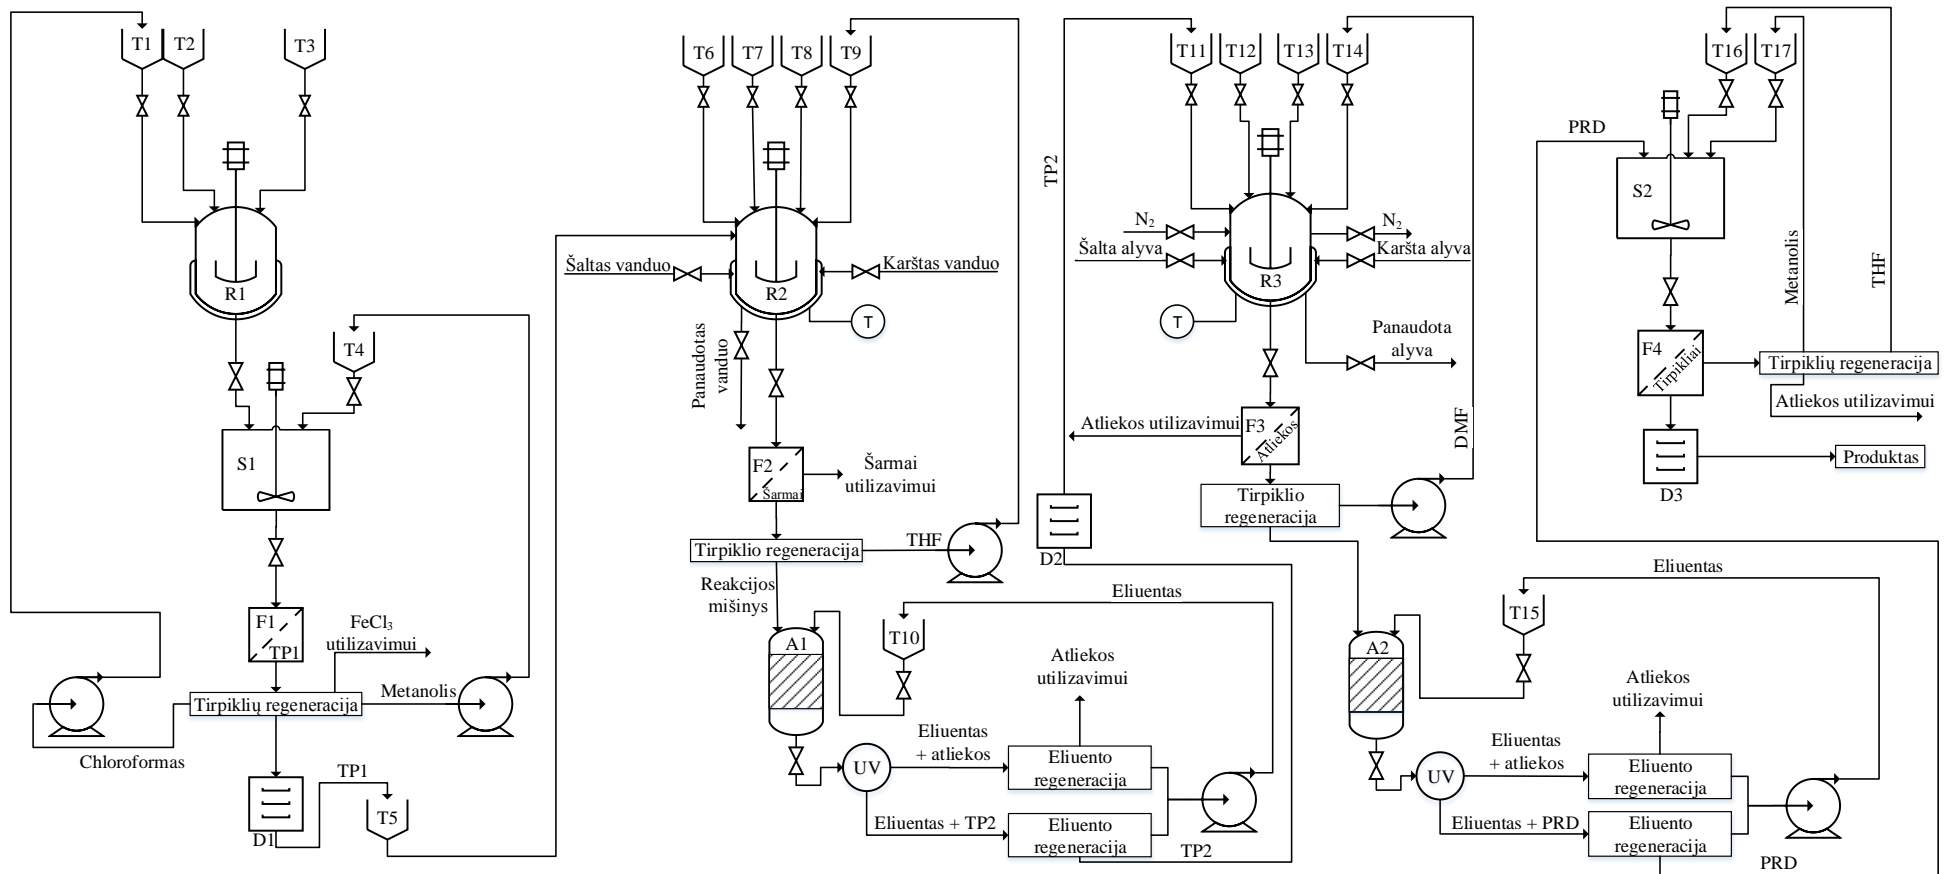 T1
T2
T3
R1
T4
S1
F1
TP1
FeCl₃
utilizavimui
Tirpiklių regeneracija
Metanolis
Chloroformas
D1
TP1
T5
T6
T7
T8
T9
Šaltas vanduo
Karštas vanduo
R2
T
Panaudotas
vanduo
F2
Šarmai
Šarmai
utilizavimui
Tirpiklio regeneracija
THF
Reakcijos
mišinys
A1
T10
Eliuentas
Atliekos
utilizavimui
UV
Eliuentas
+ atliekos
Eliuento
regeneracija
Eliuentas + TP2
Eliuento
regeneracija
TP2
D2
TP2
T11
T12
T13
T14
N₂
N₂
Šalta alyva
Karšta alyva
R3
T
Panaudota
alyva
Atliekos utilizavimui
F3
Atliekos
DMF
Tirpiklio
regeneracija
A2
T15
Eliuentas
Atliekos
utilizavimui
UV
Eliuentas
+ atliekos
Eliuento
regeneracija
Eliuentas + PRD
Eliuento
regeneracija
PRD
PRD
T16
T17
S2
Metanolis
THF
F4
Tirpikliai
Tirpiklių regeneracija
Atliekos utilizavimui
D3
Produktas